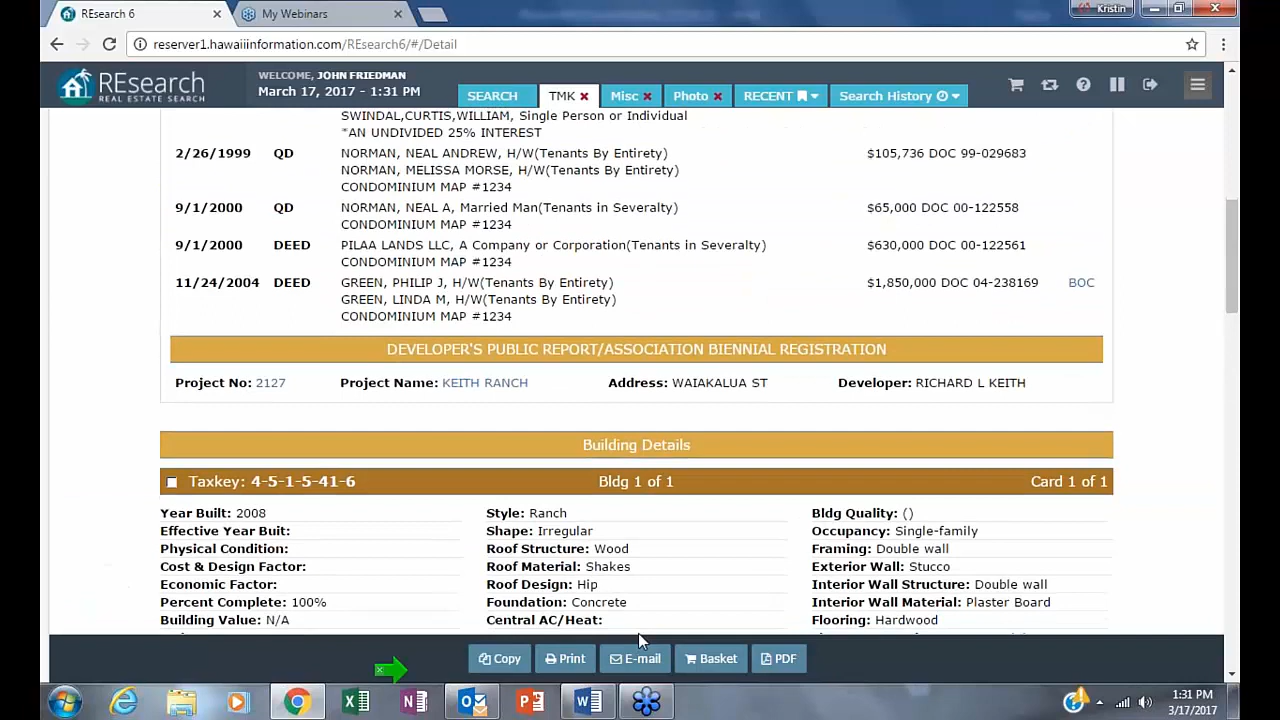 REsearch 6
My Webinars
Kristin
reserver1.hawaiiinformation.com/REsearch6/#/Detail
REsearch
REAL ESTATE SEARCH
WELCOME, JOHN FRIEDMAN
March 17, 2017 - 1:31 PM
SEARCH
TMK
Misc
Photo
RECENT
Search History
SWINDAL,CURTIS,WILLIAM, Single Person or Individual
*AN UNDIVIDED 25% INTEREST
2/26/1999 QD NORMAN, NEAL ANDREW, H/W(Tenants By Entirety) $105,736 DOC 99-029683
NORMAN, MELISSA MORSE, H/W(Tenants By Entirety)
CONDOMINIUM MAP #1234
9/1/2000 QD NORMAN, NEAL A, Married Man(Tenants in Severalty) $65,000 DOC 00-122558
CONDOMINIUM MAP #1234
9/1/2000 DEED PILAA LANDS LLC, A Company or Corporation(Tenants in Severalty) $630,000 DOC 00-122561
CONDOMINIUM MAP #1234
11/24/2004 DEED GREEN, PHILIP J, H/W(Tenants By Entirety) $1,850,000 DOC 04-238169 BOC
GREEN, LINDA M, H/W(Tenants By Entirety)
CONDOMINIUM MAP #1234
DEVELOPER'S PUBLIC REPORT/ASSOCIATION BIENNIAL REGISTRATION
Project No: 2127 Project Name: KEITH RANCH Address: WAIAKALUA ST Developer: RICHARD L KEITH
Building Details
Taxkey: 4-5-1-5-41-6 Bldg 1 of 1 Card 1 of 1
Year Built: 2008 Style: Ranch Bldg Quality: ()
Effective Year Buit: Shape: Irregular Occupancy: Single-family
Physical Condition: Roof Structure: Wood Framing: Double wall
Cost & Design Factor: Roof Material: Shakes Exterior Wall: Stucco
Economic Factor: Roof Design: Hip Interior Wall Structure: Double wall
Percent Complete: 100% Foundation: Concrete Interior Wall Material: Plaster Board
Building Value: N/A Central AC/Heat: Flooring: Hardwood
Copy
Print
E-mail
Basket
PDF
1:31 PM
3/17/2017